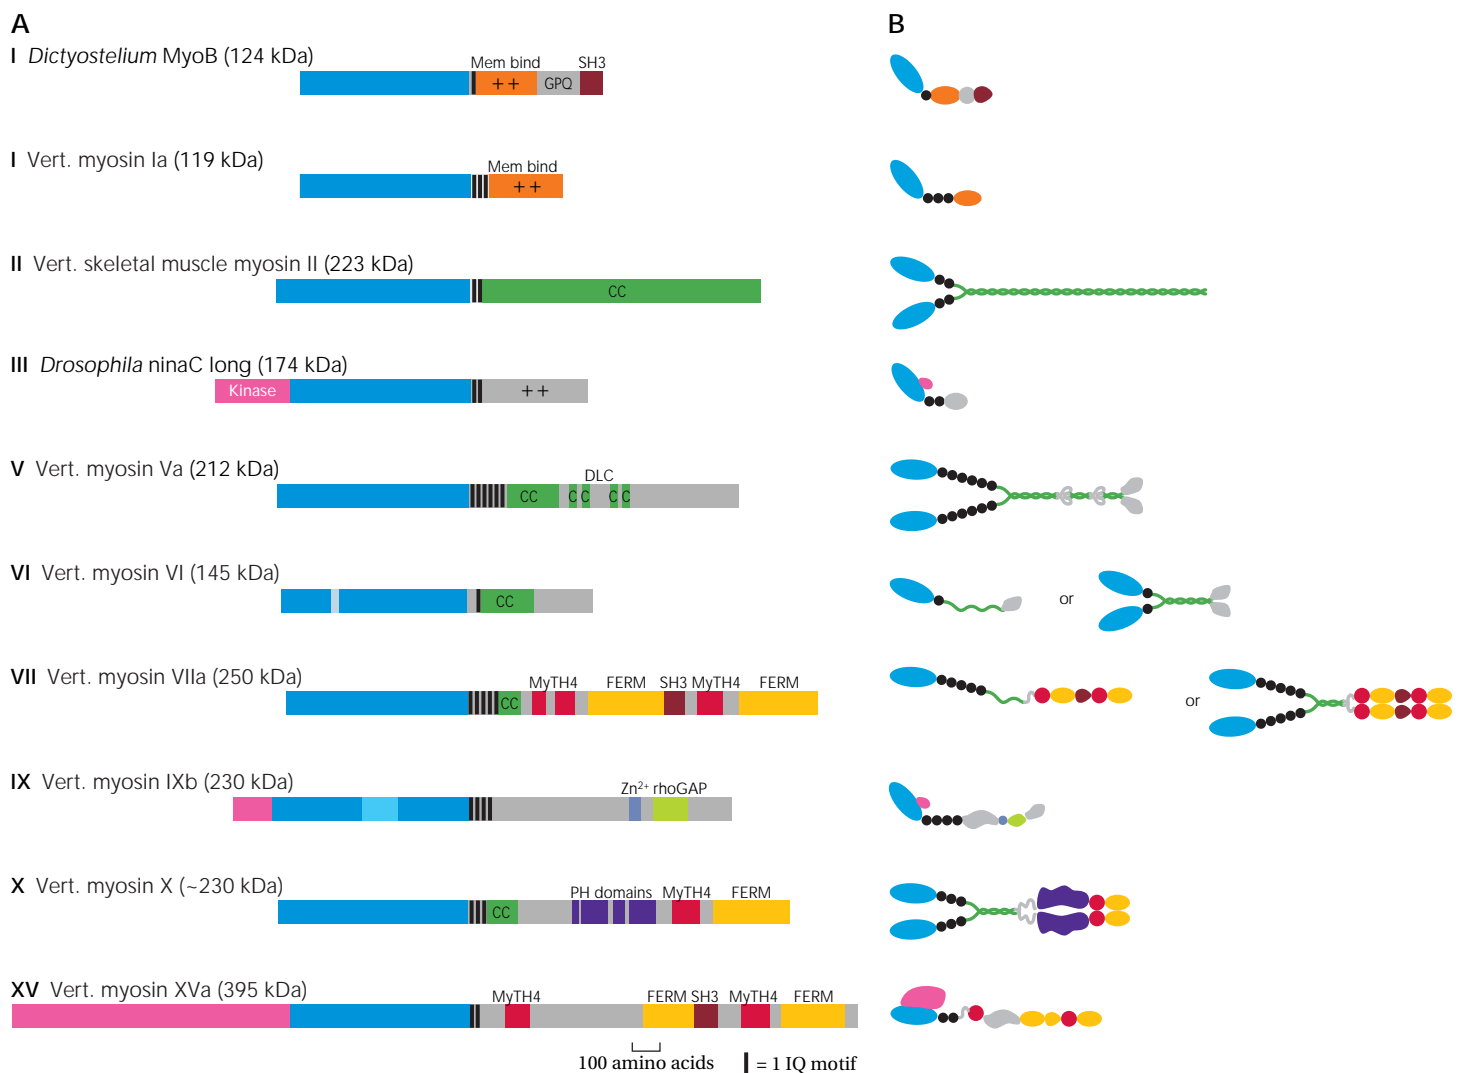 A
B
I Dictyostelium MyoB (124 kDa)
Mem bind SH3
++ GPQ
I Vert. myosin Ia (119 kDa)
Mem bind
++
II Vert. skeletal muscle myosin II (223 kDa)
CC
III Drosophila ninaC long (174 kDa)
Kinase ++
V Vert. myosin Va (212 kDa)
DLC
CC C C C C
VI Vert. myosin VI (145 kDa)
CC
or
VII Vert. myosin VIIa (250 kDa)
MyTH4 FERM SH3 MyTH4 FERM
CC
or
IX Vert. myosin IXb (230 kDa)
Zn²⁺ rhoGAP
X Vert. myosin X (~230 kDa)
PH domains MyTH4 FERM
CC
XV Vert. myosin XVa (395 kDa)
MyTH4 FERM SH3 MyTH4 FERM
100 amino acids = 1 IQ motif